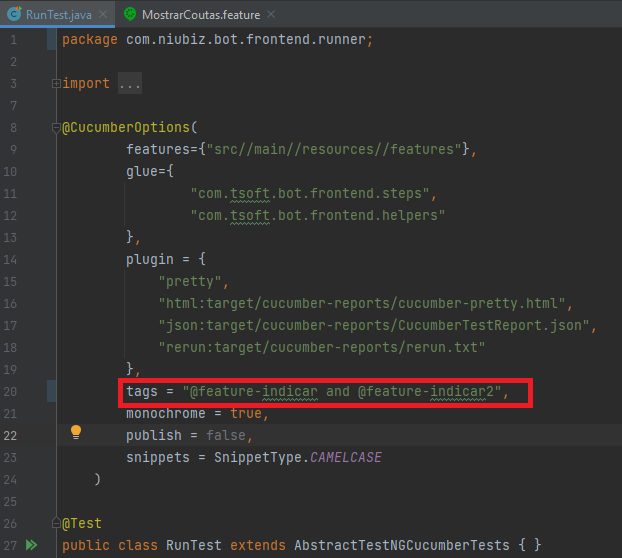 RunTest.java × MostrarCoutas.feature ×
1 package com.niubiz.bot.frontend.runner;
2
3 import ...
7
8 @CucumberOptions(
9 features={"src//main//resources//features"},
10 glue={
11 "com.tsoft.bot.frontend.steps",
12 "com.tsoft.bot.frontend.helpers"
13 },
14 plugin = {
15 "pretty",
16 "html:target/cucumber-reports/cucumber-pretty.html",
17 "json:target/cucumber-reports/CucumberTestReport.json",
18 "rerun:target/cucumber-reports/rerun.txt"
19 },
20 tags = "@feature-indicar and @feature-indicar2",
21 monochrome = true,
22 publish = false,
23 snippets = SnippetType.CAMELCASE
24 )
25
26 @Test
27 public class RunTest extends AbstractTestNGCucumberTests { }